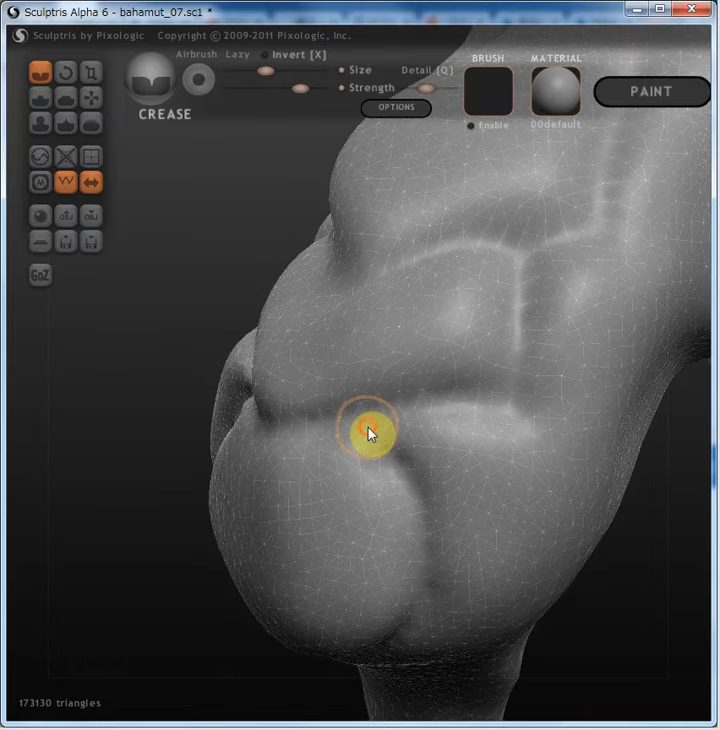 Sculptris Alpha 6 - bahamut_07.sc1 *
Sculptris by Pixologic Copyright © 2009-2011 Pixologic, Inc.
Airbrush Lazy Invert [X]
Size Detail [Q]
Strength
OPTIONS
CREASE
BRUSH
Enable
MATERIAL
00default
PAINT
OBJ OBJ
GoZ
173130 triangles